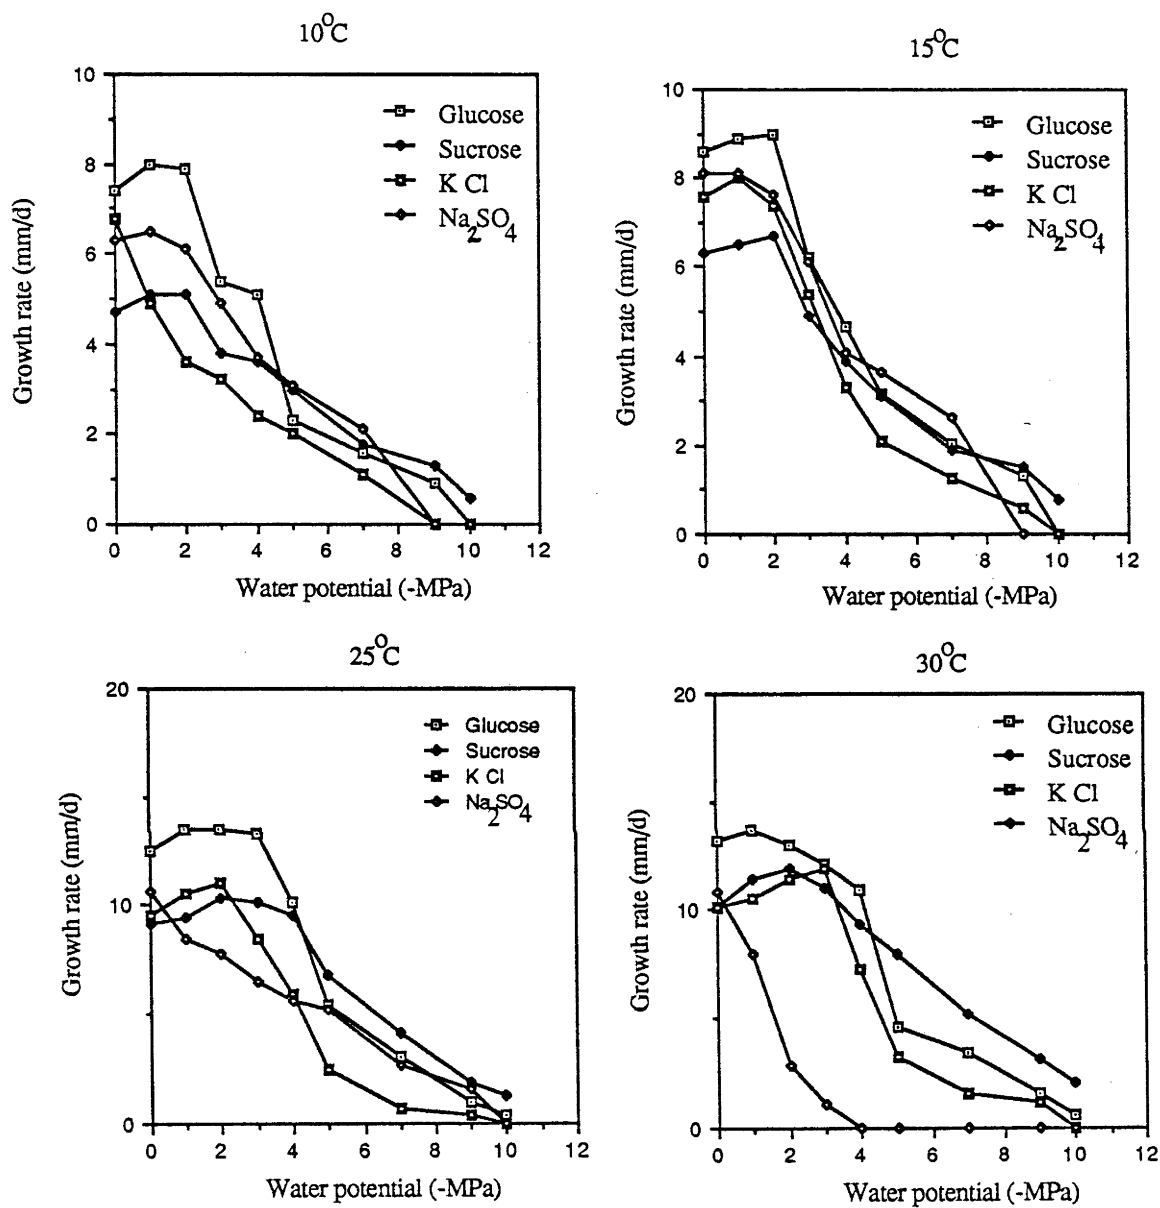 10°C
10
8
6
4
2
0
Growth rate (mm/d)
Glucose
Sucrose
K Cl
Na2SO4
0 2 4 6 8 10 12
Water potential (-MPa)
15°C
10
8
6
4
2
0
Growth rate (mm/d)
Glucose
Sucrose
K Cl
Na2SO4
0 2 4 6 8 10 12
Water potential (-MPa)
25°C
20
10
0
Growth rate (mm/d)
Glucose
Sucrose
K Cl
Na2SO4
0 2 4 6 8 10 12
Water potential (-MPa)
30°C
20
10
0
Growth rate (mm/d)
Glucose
Sucrose
K Cl
Na2SO4
0 2 4 6 8 10 12
Water potential (-MPa)